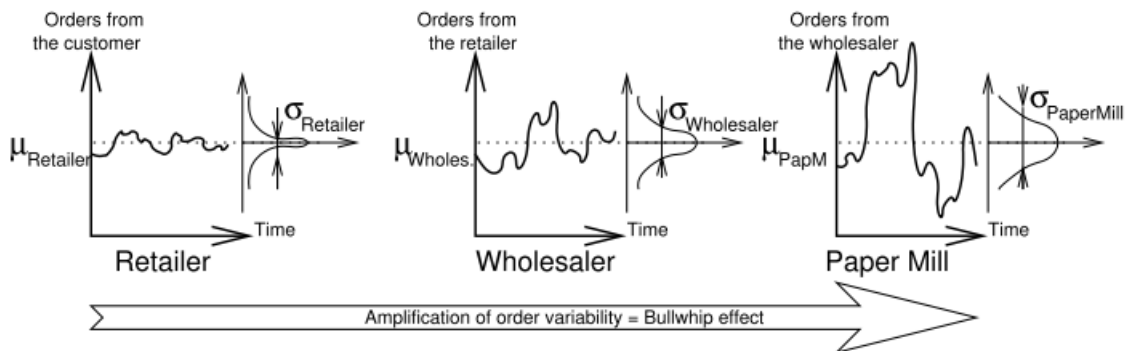 Orders from
the customer
μRetailer
σRetailer
Time
Retailer
Orders from
the retailer
μWholes.
σWholesaler
Time
Wholesaler
Orders from
the wholesaler
μPapM
σPaperMill
Time
Paper Mill
Amplification of order variability = Bullwhip effect